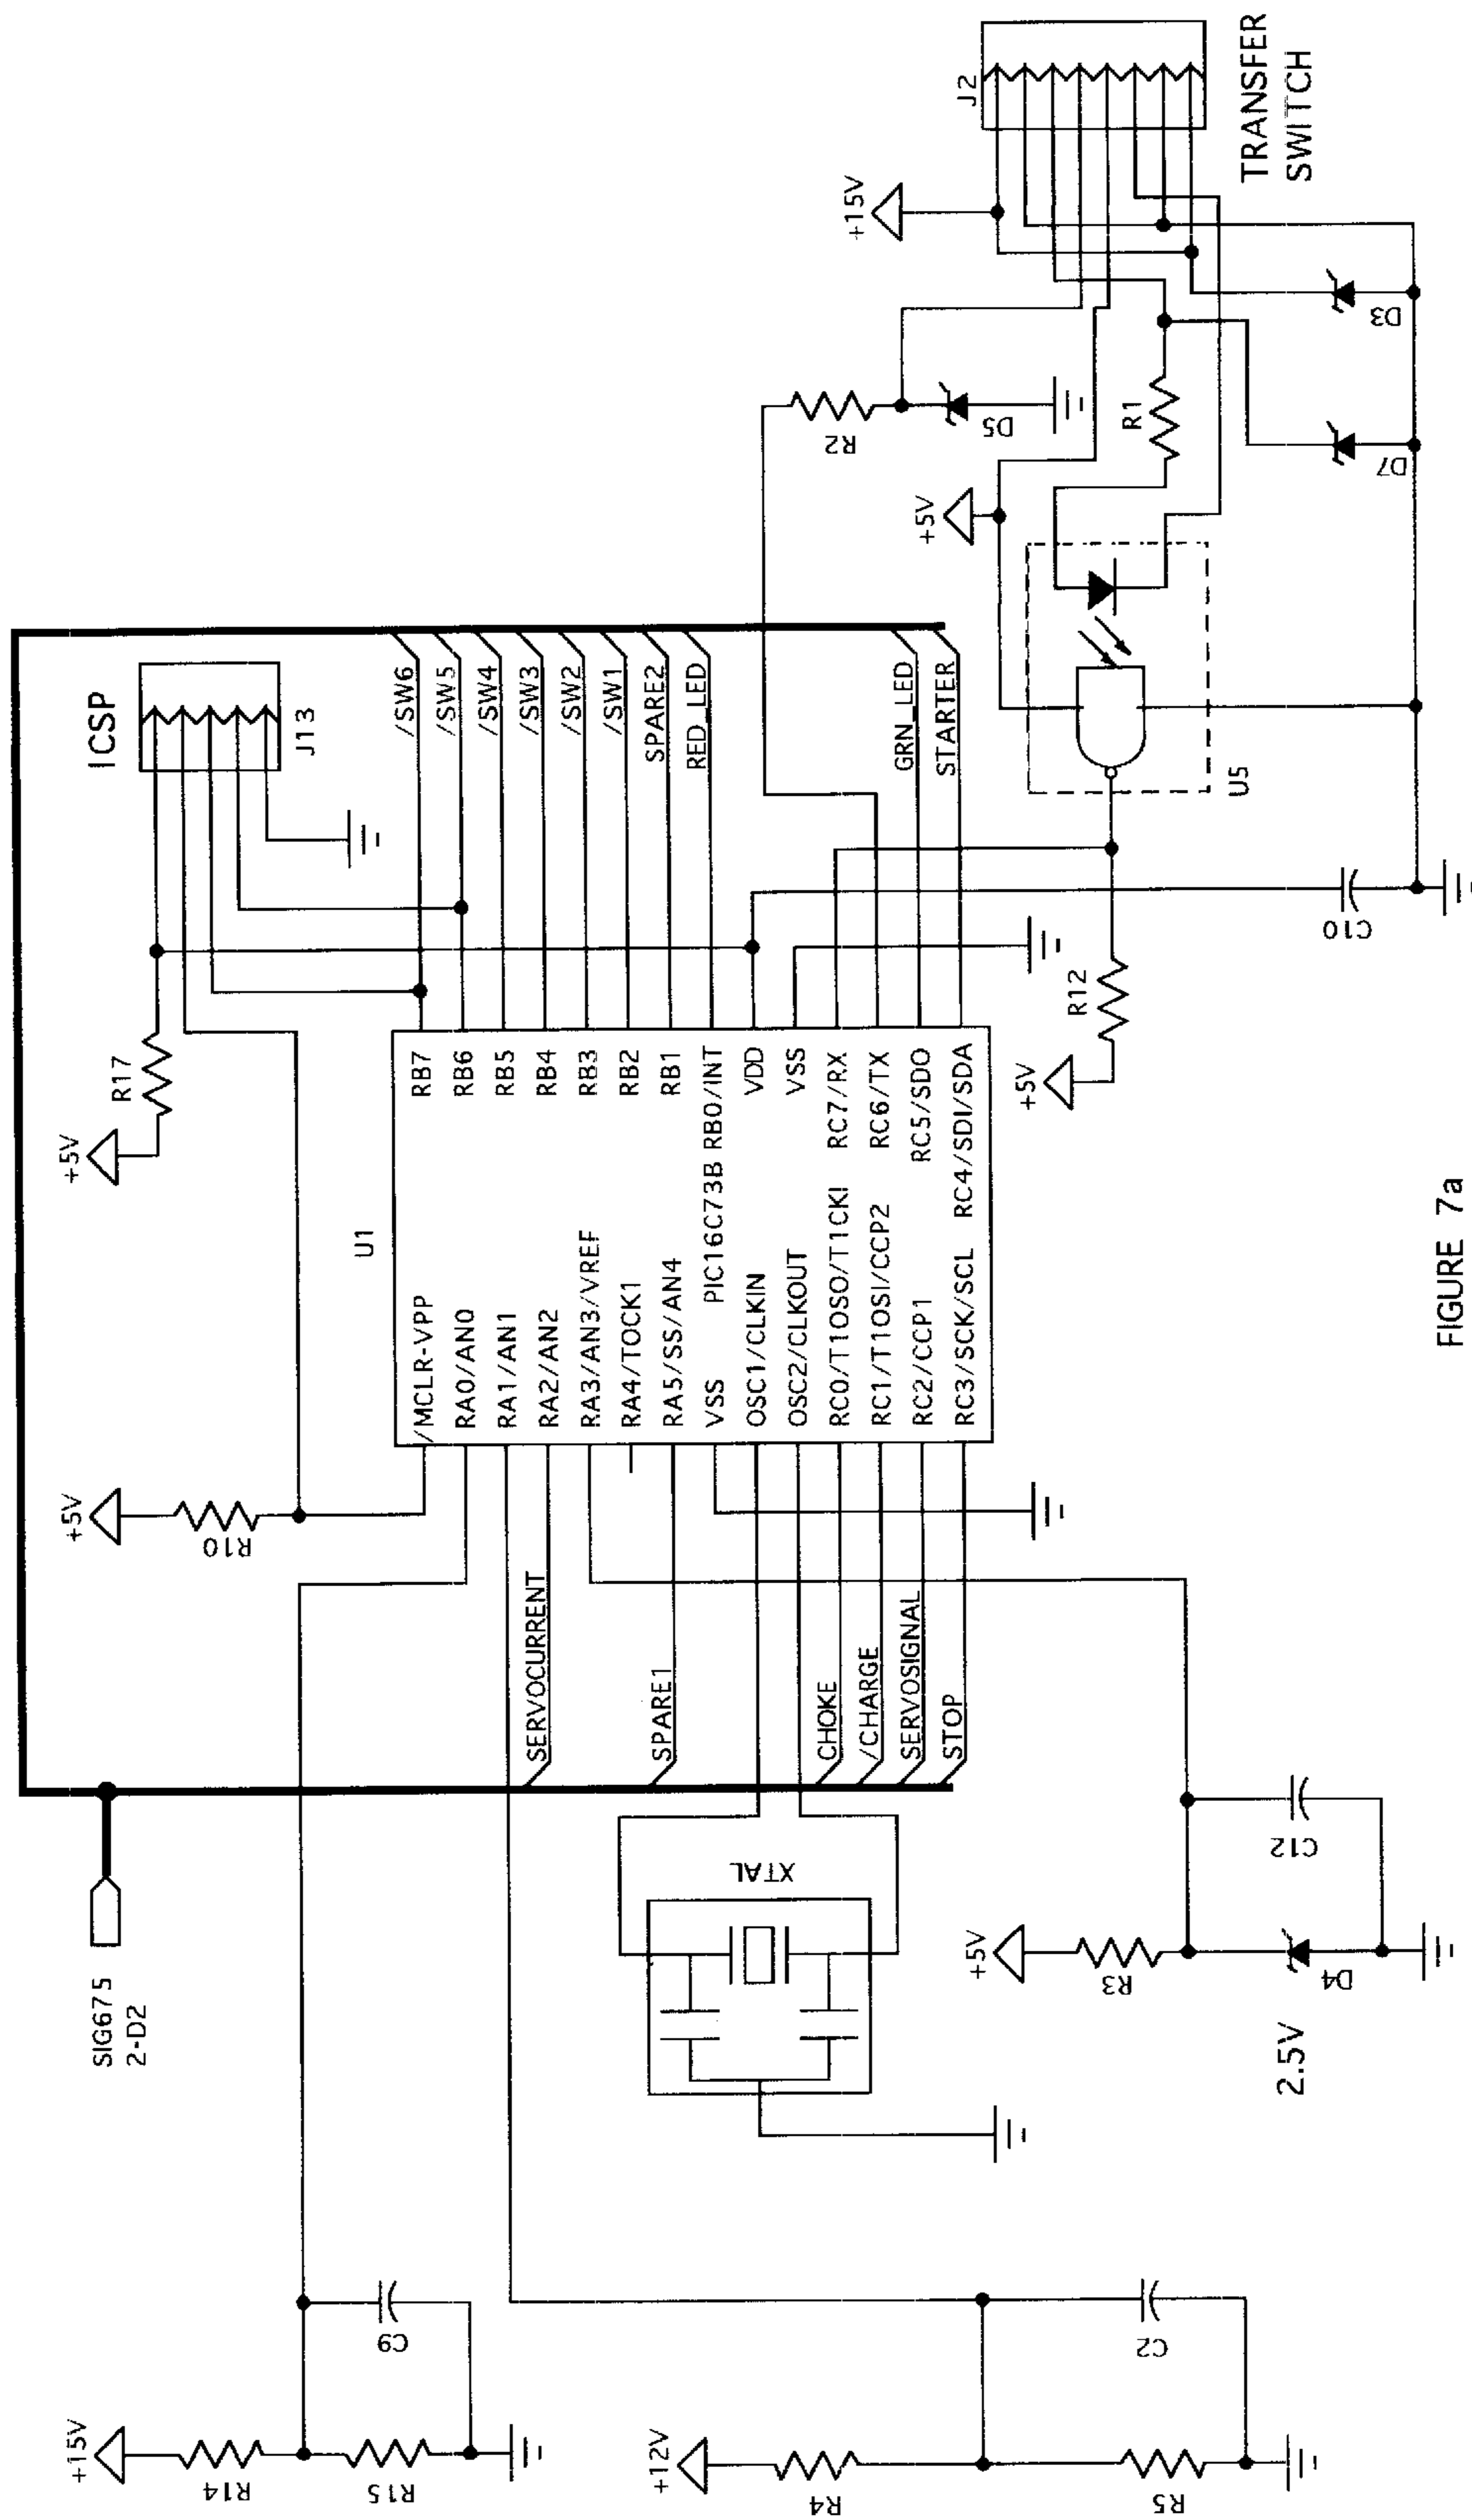 SIG675
2-D2
+5V
R10
+5V
R17
ICSP
J13
+15V
R14
R15
C9
+12V
R4
R5
C2
SERVOCURRENT
SPARE1
CHOKE
/CHARGE
SERVOSIGNAL
STOP
XTAL
+5V
R3
D4
C12
2.5V
U1
/MCLR-VPP
RA0/AN0
RA1/AN1
RA2/AN2
RA3/AN3/VREF
RA4/TOCK1
RA5/SS/AN4
VSS
OSC1/CLKIN
OSC2/CLKOUT
RC0/T1OSO/T1CKI
RC1/T1OSI/CCP2
RC2/CCP1
RC3/SCK/SCL
PIC16C73B
RB7
RB6
RB5
RB4
RB3
RB2
RB1
RB0/INT
VDD
VSS
RC7/RX
RC6/TX
RC5/SDO
RC4/SDI/SDA
/SW6
/SW5
/SW4
/SW3
/SW2
/SW1
SPARE2
RED_LED
GRN_LED
STARTER
+5V
R12
C10
U5
+5V
R2
D5
R1
D7
D3
+15V
J2
TRANSFER
SWITCH
FIGURE 7a